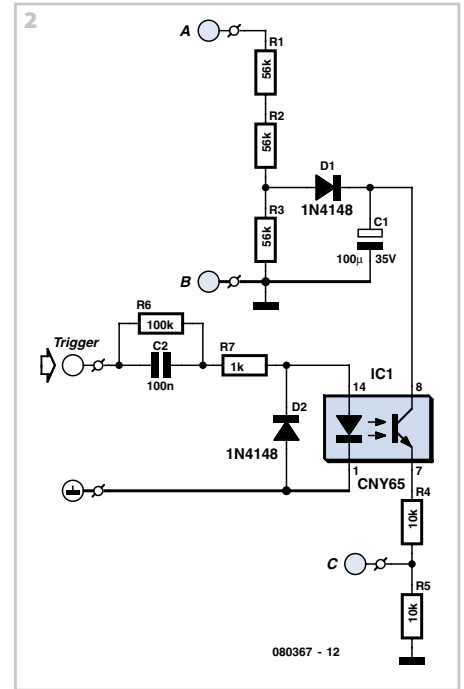 2
A
R1
56k
R2
56k
D1
1N4148
R3
56k
C1
100µ 35V
B
R6
100k
Trigger
C2
100n
R7
1k
IC1
14 8
D2
1N4148
1 7
CNY65
R4
10k
C
R5
10k
080367 - 12